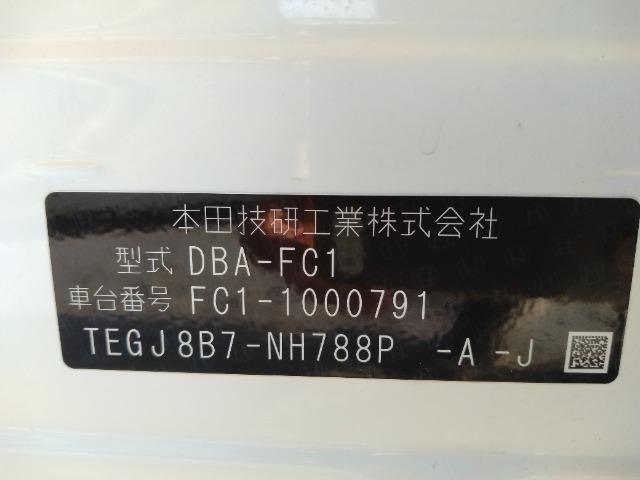 本田技研工業株式会社
型式 DBA-FC1
車台番号 FC1-1000791
TEGJ8B7-NH788P -A -J